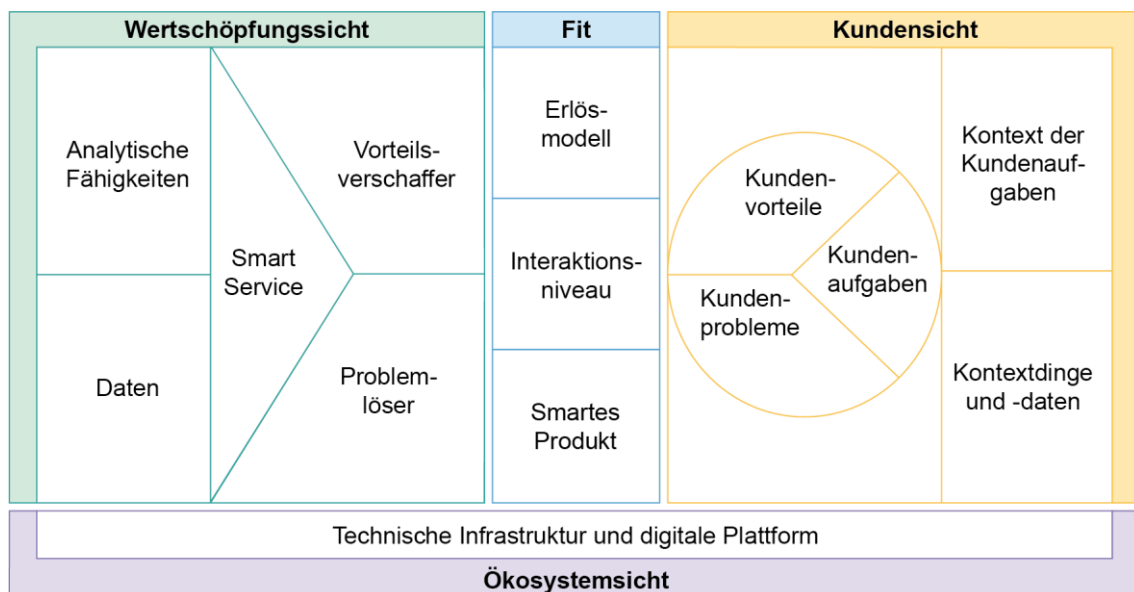 Wertschöpfungssicht
Analytische
Fähigkeiten
Daten
Smart
Service
Vorteils-
verschaffer
Problem-
löser
Fit
Erlös-
modell
Interaktions-
niveau
Smartes
Produkt
Kundensicht
Kunden-
vorteile
Kunden-
aufgaben
Kunden-
probleme
Kontext der
Kundenauf-
gaben
Kontextdinge
und -daten
Technische Infrastruktur und digitale Plattform
Ökosystemsicht